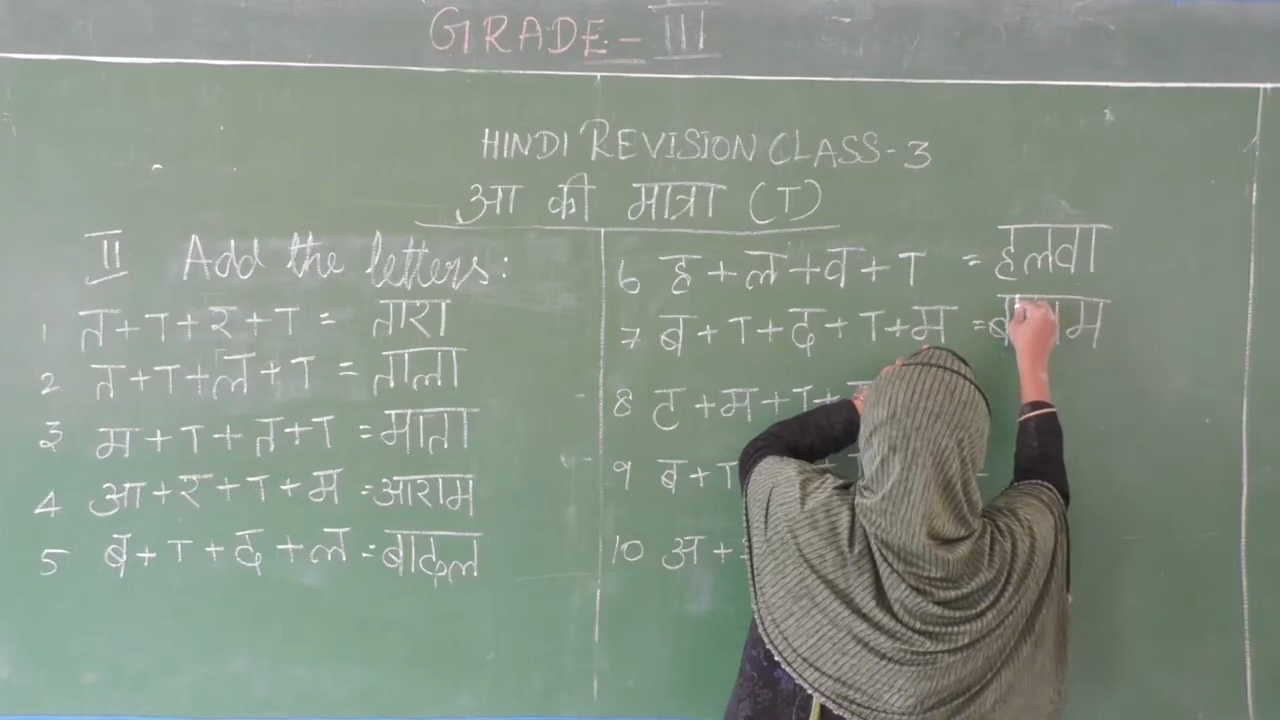 GRADE - III
HINDI REVISION CLASS-3
आ की मात्रा (ा)
II Add the letters:
1 त+ा+र+ा = तारा
2 त+ा+ल+ा = ताला
3 म+ा+त+ा = माता
4 आ+र+ा+म = आराम
5 ब+ा+द+ल = बादल
6 ह+ल+व+ा = हलवा
7 ब+ा+द+ा+म =
8 ट+म+ा+
9 ब+ा
10 अ+